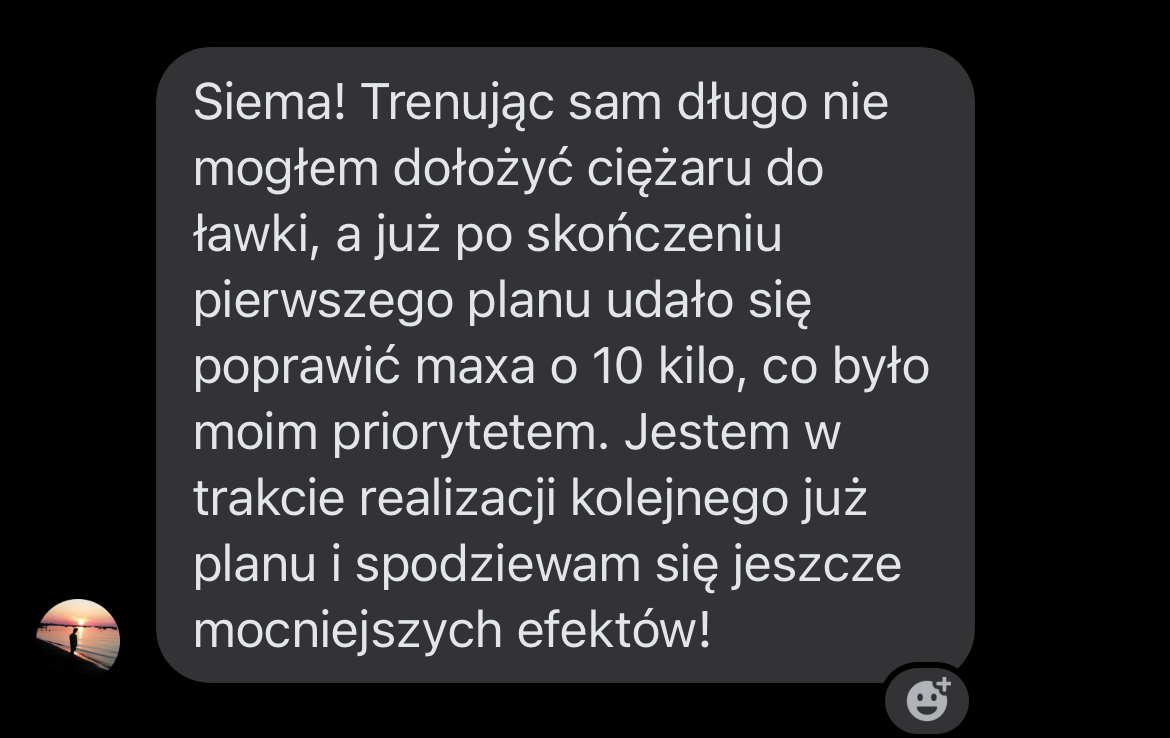 Siema! Trenując sam długo nie
mogłem dołożyć ciężaru do
ławki, a już po skończeniu
pierwszego planu udało się
poprawić maxa o 10 kilo, co było
moim priorytetem. Jestem w
trakcie realizacji kolejnego już
planu i spodziewam się jeszcze
mocniejszych efektów!